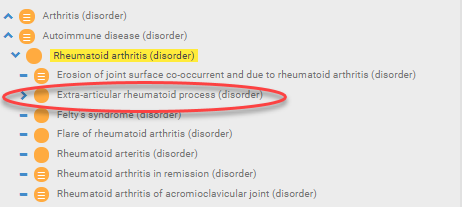 Arthritis (disorder)
Autoimmune disease (disorder)
Rheumatoid arthritis (disorder)
Erosion of joint surface co-occurrent and due to rheumatoid arthritis (disorder)
Extra-articular rheumatoid process (disorder)
Felty's syndrome (disorder)
Flare of rheumatoid arthritis (disorder)
Rheumatoid arteritis (disorder)
Rheumatoid arthritis in remission (disorder)
Rheumatoid arthritis of acromioclavicular joint (disorder)